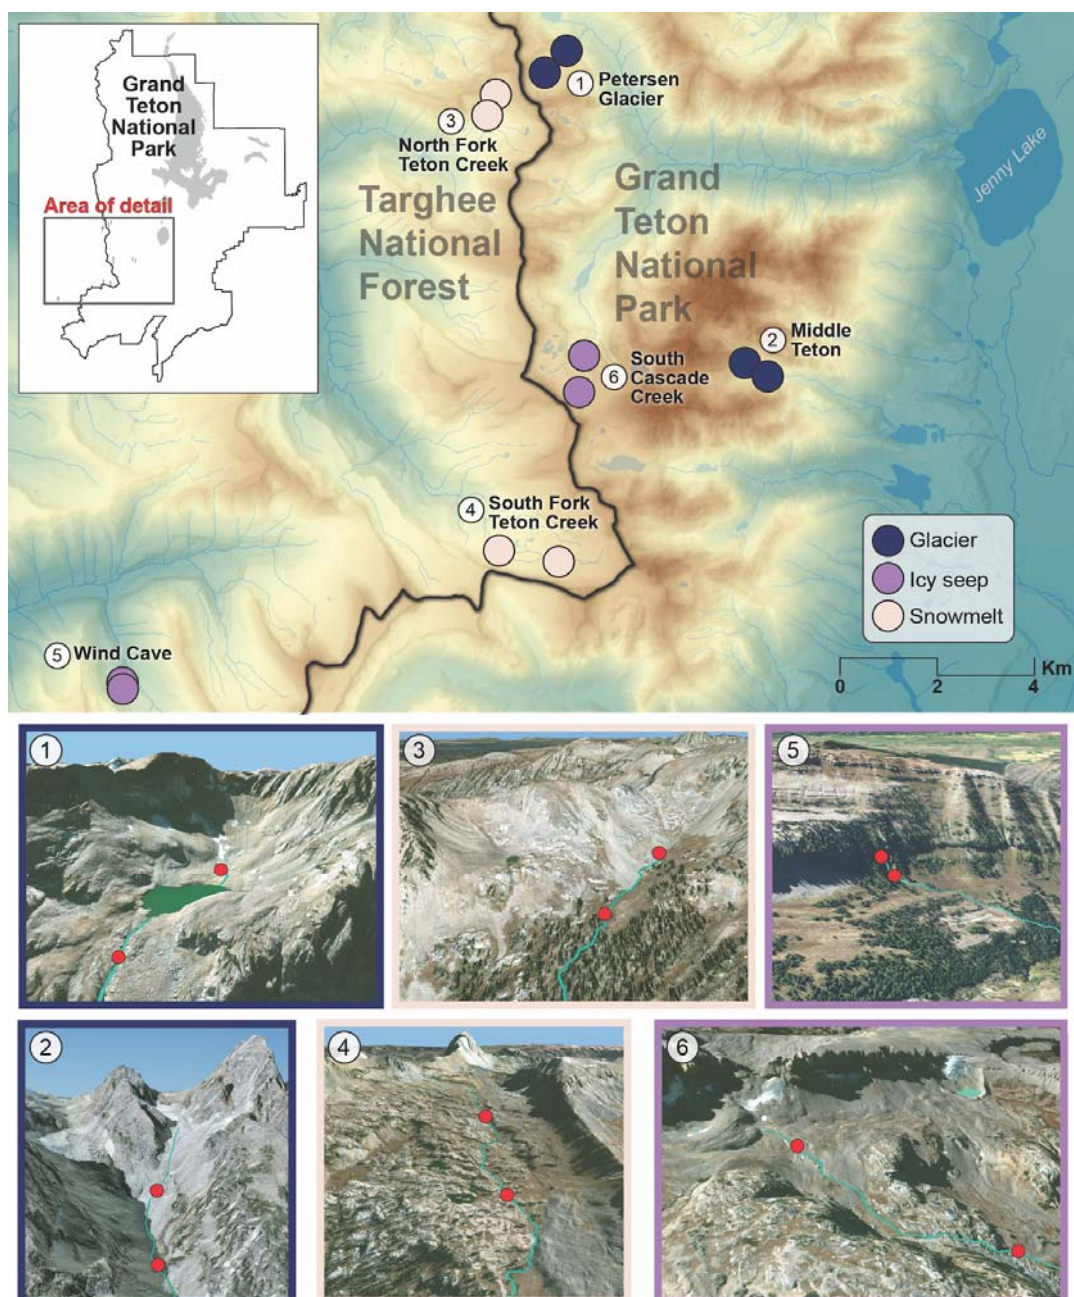 Grand
Teton
National
Park
Area of detail
1
Petersen
Glacier
3
North Fork
Teton Creek
Jenny Lake
Targhee
National
Forest
Grand
Teton
National
Park
2
Middle
Teton
6
South
Cascade
Creek
4
South Fork
Teton Creek
Glacier
Icy seep
Snowmelt
5
Wind Cave
Km
0 2 4
1
3
5
2
4
6